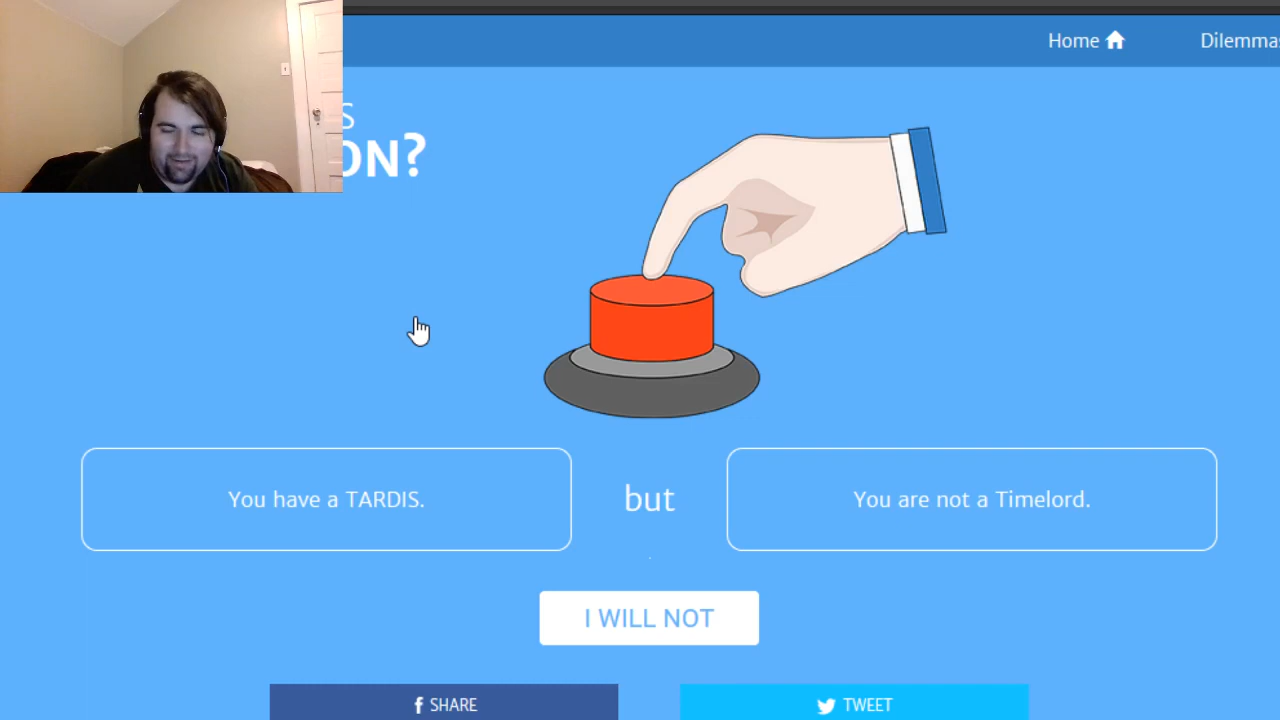 Home
S
ON?
You have a TARDIS.
but
You are not a Timelord.
I WILL NOT
SHARE
TWEET